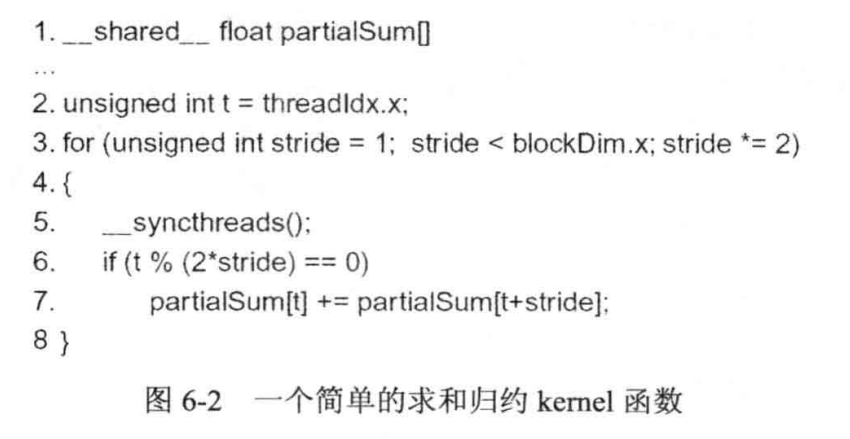 1. __shared__ float partialSum[]
...
2. unsigned int t = threadIdx.x;
3. for (unsigned int stride = 1; stride < blockDim.x; stride *= 2)
4. {
5. __syncthreads();
6. if (t % (2*stride) == 0)
7. partialSum[t] += partialSum[t+stride];
8 }
图 6-2 一个简单的求和归约 kernel 函数